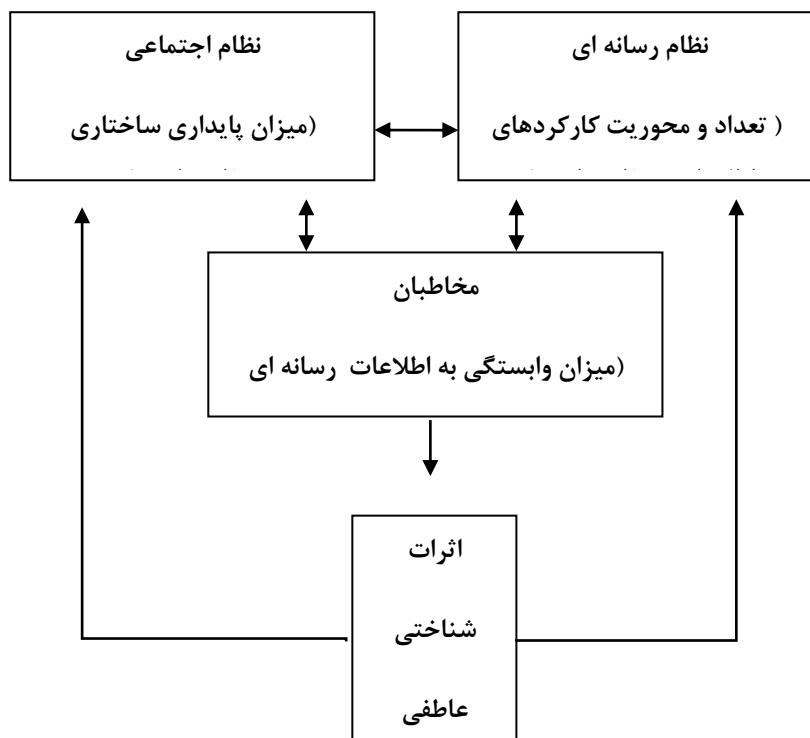 نظام رسانه ای
( تعداد و محوریت کارکردهای
نظام اجتماعی
(میزان پایداری ساختاری
مخاطبان
(میزان وابستگی به اطلاعات رسانه ای
اثرات
شناختی
عاطفی